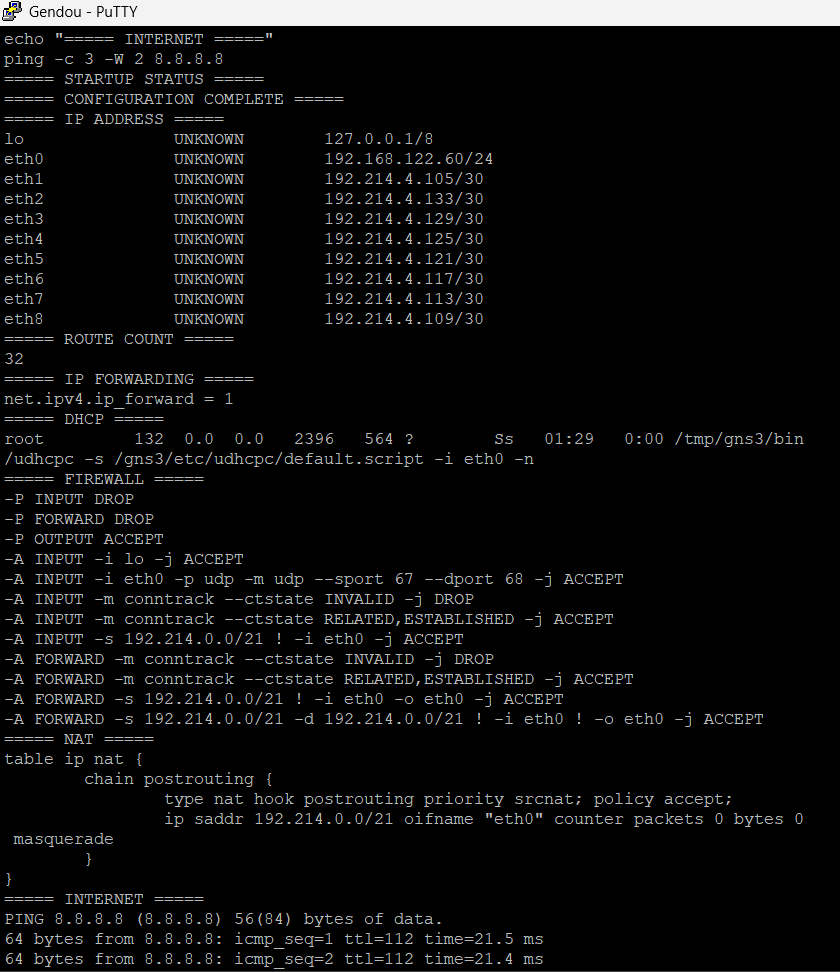 Gendou - PuTTY
echo "===== INTERNET ====="
ping -c 3 -W 2 8.8.8.8
===== STARTUP STATUS =====
===== CONFIGURATION COMPLETE =====
===== IP ADDRESS =====
lo UNKNOWN 127.0.0.1/8
eth0 UNKNOWN 192.168.122.60/24
eth1 UNKNOWN 192.214.4.105/30
eth2 UNKNOWN 192.214.4.133/30
eth3 UNKNOWN 192.214.4.129/30
eth4 UNKNOWN 192.214.4.125/30
eth5 UNKNOWN 192.214.4.121/30
eth6 UNKNOWN 192.214.4.117/30
eth7 UNKNOWN 192.214.4.113/30
eth8 UNKNOWN 192.214.4.109/30
===== ROUTE COUNT =====
32
===== IP FORWARDING =====
net.ipv4.ip_forward = 1
===== DHCP =====
root 132 0.0 0.0 2396 564 ? Ss 01:29 0:00 /tmp/gns3/bin
/udhcpc -s /gns3/etc/udhcpc/default.script -i eth0 -n
===== FIREWALL =====
-P INPUT DROP
-P FORWARD DROP
-P OUTPUT ACCEPT
-A INPUT -i lo -j ACCEPT
-A INPUT -i eth0 -p udp -m udp --sport 67 --dport 68 -j ACCEPT
-A INPUT -m conntrack --ctstate INVALID -j DROP
-A INPUT -m conntrack --ctstate RELATED,ESTABLISHED -j ACCEPT
-A INPUT -s 192.214.0.0/21 ! -i eth0 -j ACCEPT
-A FORWARD -m conntrack --ctstate INVALID -j DROP
-A FORWARD -m conntrack --ctstate RELATED,ESTABLISHED -j ACCEPT
-A FORWARD -s 192.214.0.0/21 ! -i eth0 -o eth0 -j ACCEPT
-A FORWARD -s 192.214.0.0/21 -d 192.214.0.0/21 ! -i eth0 ! -o eth0 -j ACCEPT
===== NAT =====
table ip nat {
chain postrouting {
type nat hook postrouting priority srcnat; policy accept;
ip saddr 192.214.0.0/21 oifname "eth0" counter packets 0 bytes 0
masquerade
}
}
===== INTERNET =====
PING 8.8.8.8 (8.8.8.8) 56(84) bytes of data.
64 bytes from 8.8.8.8: icmp_seq=1 ttl=112 time=21.5 ms
64 bytes from 8.8.8.8: icmp_seq=2 ttl=112 time=21.4 ms